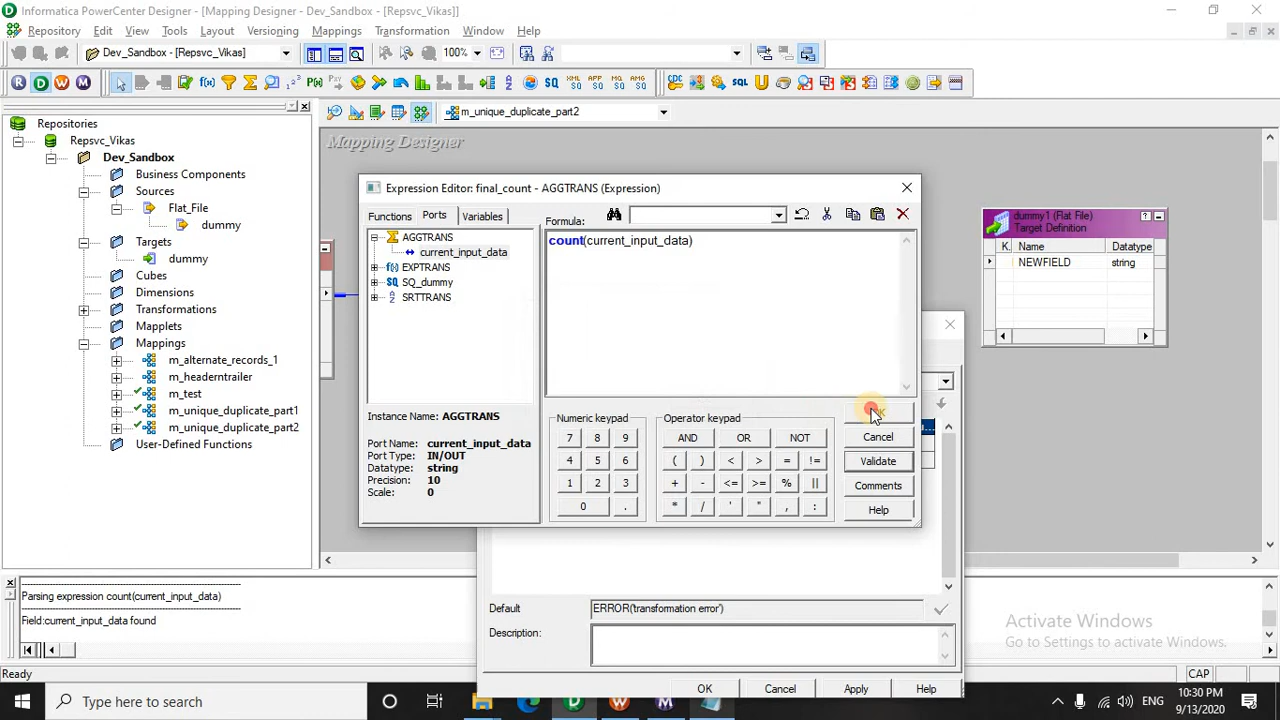 Informatica PowerCenter Designer - [Mapping Designer - Dev_Sandbox - [Repsvc_Vikas]]
Repository Edit View Tools Layout Versioning Mappings Transformation Windows Help
Dev_Sandbox - [Repsvc_Vikas]
100%
R D W M
m_unique_duplicate_part2
Repositories
Repsvc_Vikas
Dev_Sandbox
Business Components
Sources
Flat_File
dummy
Targets
dummy
Cubes
Dimensions
Transformations
Mapplets
Mappings
m_alternate_records_1
m_headerntrailer
m_test
m_unique_duplicate_part1
m_unique_duplicate_part2
User-Defined Functions
Mapping Designer
Expression Editor: final_count - AGGTRANS (Expression)
Functions Ports Variables
Formula:
AGGTRANS
current_input_data
EXPTRANS
SQ_dummy
SRTTRANS
count(current_input_data)
Instance Name: AGGTRANS
Port Name: current_input_data
Port Type: IN/OUT
Datatype: string
Precision: 10
Scale: 0
Numeric keypad
7 8 9
4 5 6
1 2 3
0 .
Operator keypad
AND OR NOT
( ) < > = !=
+ - <= >= % ||
* / ' " , :
Cancel
Validate
Comments
Help
dummy1 (Flat File)
Target Definition
K. Name Datatype
NEWFIELD string
Default ERROR('transformation error')
Description:
OK Cancel Apply Help
Parsing expression count(current_input_data)
Field:current_input_data found
Activate Windows
Go to Settings to activate Windows.
Ready
CAP
Type here to search
ENG
10:30 PM
9/13/2020